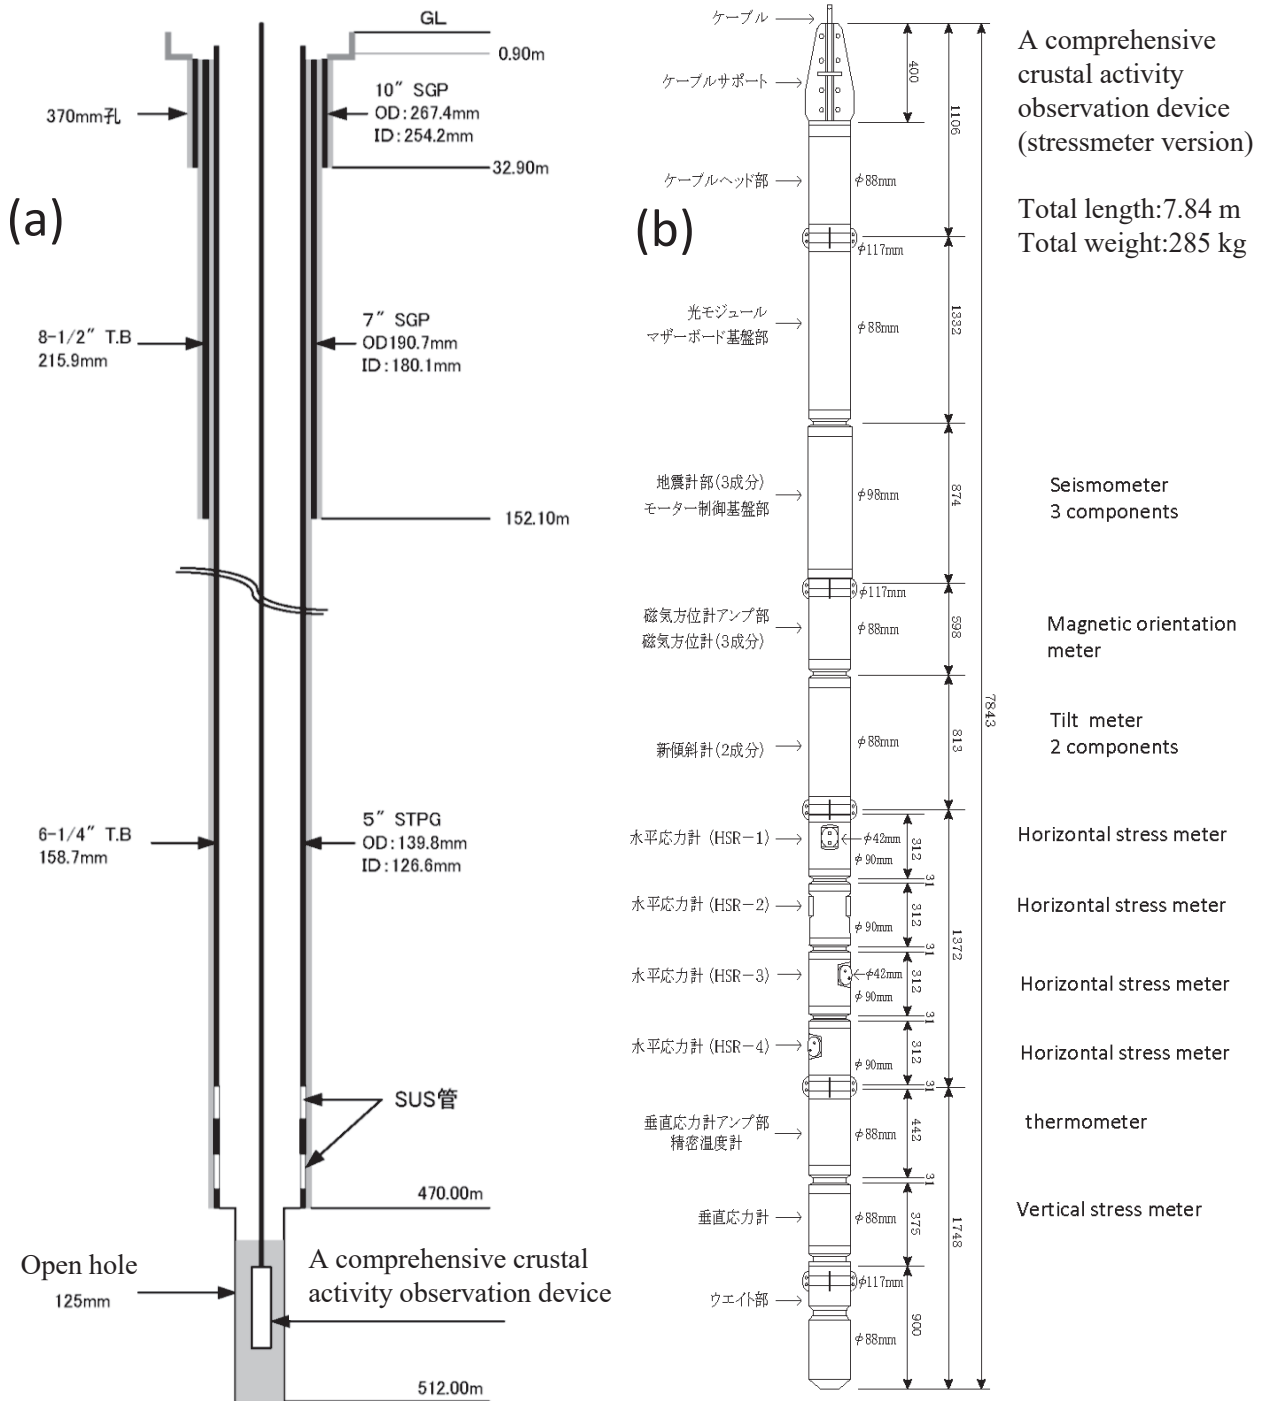 (a)
GL
0.90m
370mm孔
10″ SGP
OD:267.4mm
ID:254.2mm
32.90m
8-1/2″ T.B
215.9mm
7″ SGP
OD190.7mm
ID:180.1mm
152.10m
6-1/4″ T.B
158.7mm
5″ STPG
OD:139.8mm
ID:126.6mm
SUS管
470.00m
Open hole
125mm
A comprehensive crustal
activity observation device
512.00m
(b)
ケーブル
ケーブルサポート
ケーブルヘッド部
光モジュール
マザーボード基盤部
地震計部(3成分)
モーター制御基盤部
磁気方位計アンプ部
磁気方位計(3成分)
新傾斜計(2成分)
水平応力計 (HSR-1)
水平応力計 (HSR-2)
水平応力計 (HSR-3)
水平応力計 (HSR-4)
垂直応力計アンプ部
精密温度計
垂直応力計
ウエイト部
φ88mm
φ117mm
φ88mm
φ98mm
φ117mm
φ88mm
φ88mm
φ42mm
φ90mm
φ90mm
φ42mm
φ90mm
φ90mm
φ88mm
φ88mm
φ117mm
φ88mm
400
312
31
312
31
312
31
312
31
442
31
375
900
1106
1332
874
598
813
1372
1748
7843
A comprehensive
crustal activity
observation device
(stressmeter version)
Total length:7.84 m
Total weight:285 kg
Seismometer
3 components
Magnetic orientation
meter
Tilt meter
2 components
Horizontal stress meter
Horizontal stress meter
Horizontal stress meter
Horizontal stress meter
thermometer
Vertical stress meter